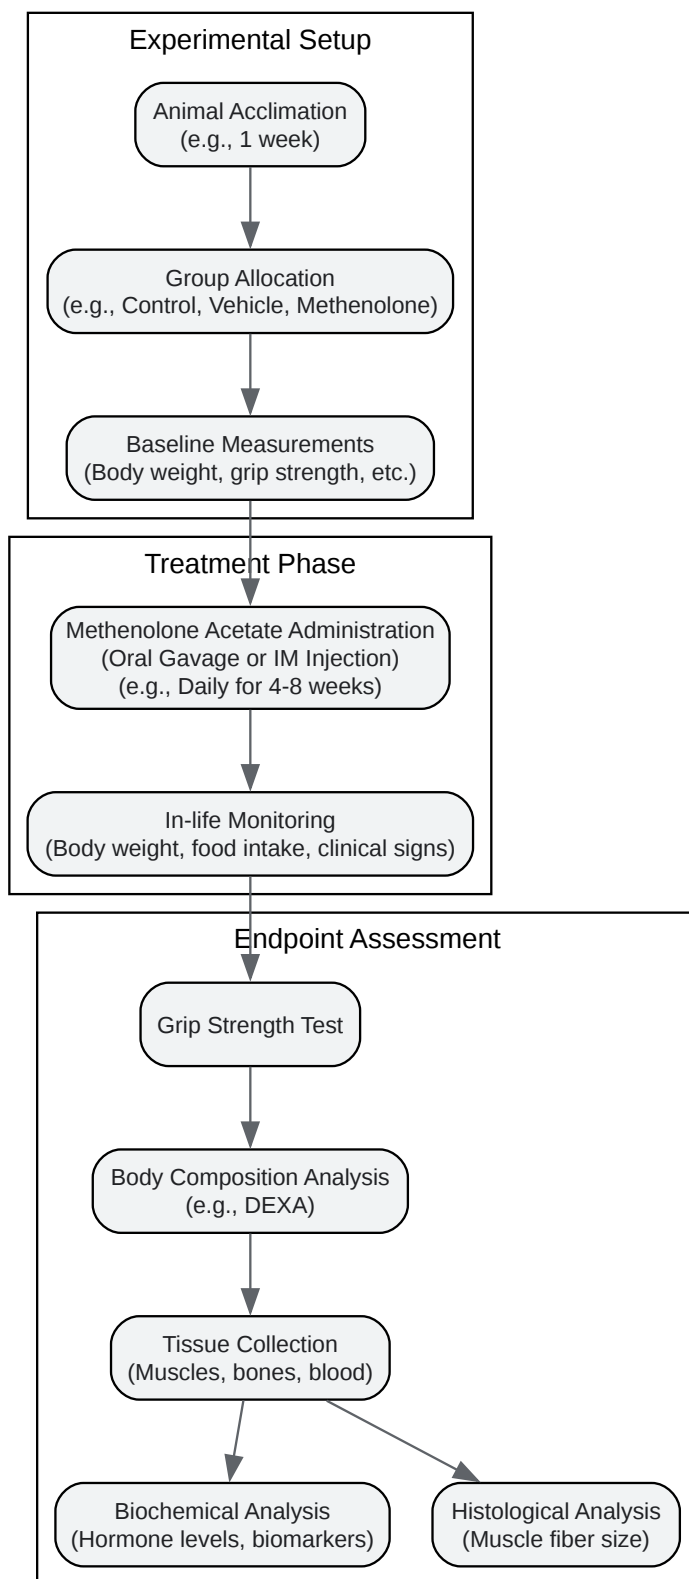 Experimental Setup
Animal Acclimation
(e.g., 1 week)
Group Allocation
(e.g., Control, Vehicle, Methenolone)
Baseline Measurements
(Body weight, grip strength, etc.)
Treatment Phase
Methenolone Acetate Administration
(Oral Gavage or IM Injection)
(e.g., Daily for 4-8 weeks)
In-life Monitoring
(Body weight, food intake, clinical signs)
Endpoint Assessment
Grip Strength Test
Body Composition Analysis
(e.g., DEXA)
Tissue Collection
(Muscles, bones, blood)
Biochemical Analysis
(Hormone levels, biomarkers)
Histological Analysis
(Muscle fiber size)